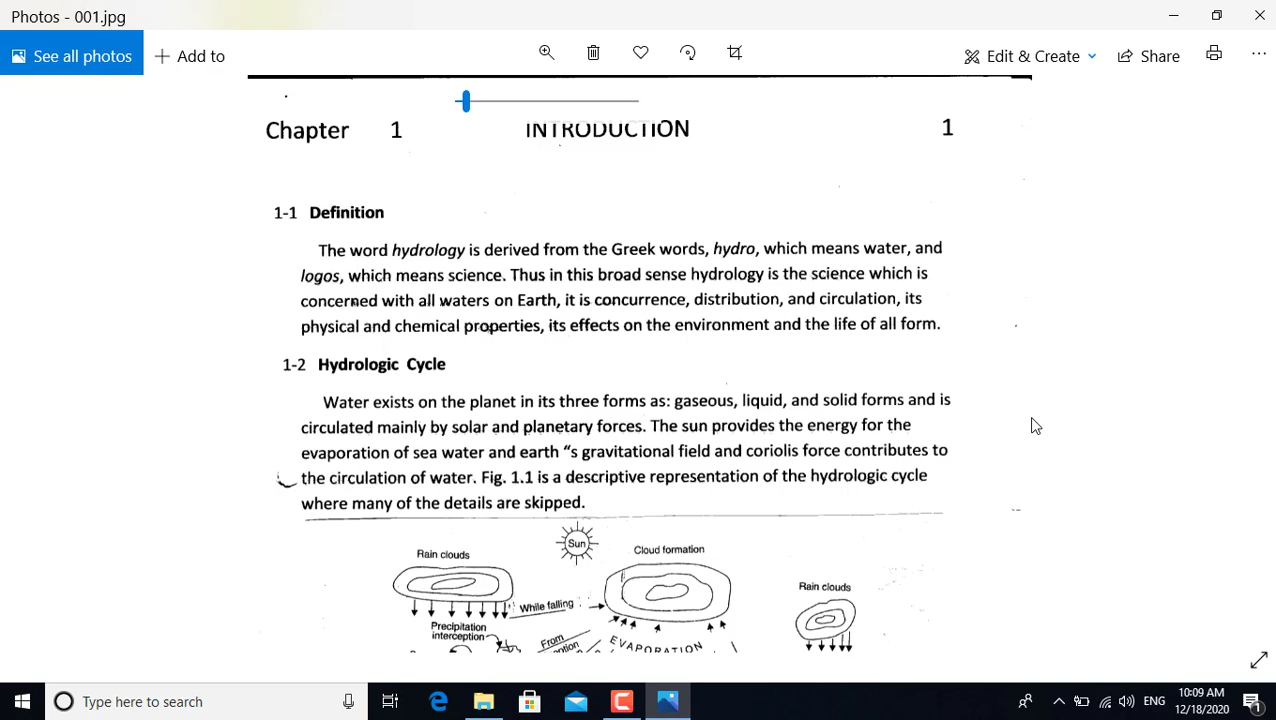 Photos - 001.jpg
See all photos
Add to
Edit & Create
Share
Chapter 1 INTRODUCTION 1
1-1 Definition
The word hydrology is derived from the Greek words, hydro, which means water, and
logos, which means science. Thus in this broad sense hydrology is the science which is
concerned with all waters on Earth, it is concurrence, distribution, and circulation, its
physical and chemical properties, its effects on the environment and the life of all form.
1-2 Hydrologic Cycle
Water exists on the planet in its three forms as: gaseous, liquid, and solid forms and is
circulated mainly by solar and planetary forces. The sun provides the energy for the
evaporation of sea water and earth “s gravitational field and coriolis force contributes to
the circulation of water. Fig. 1.1 is a descriptive representation of the hydrologic cycle
where many of the details are skipped.
Sun
Rain clouds
Cloud formation
Rain clouds
While falling
Precipitation
interception
From
EVAPORATION
Type here to search
ENG
10:09 AM
12/18/2020
1